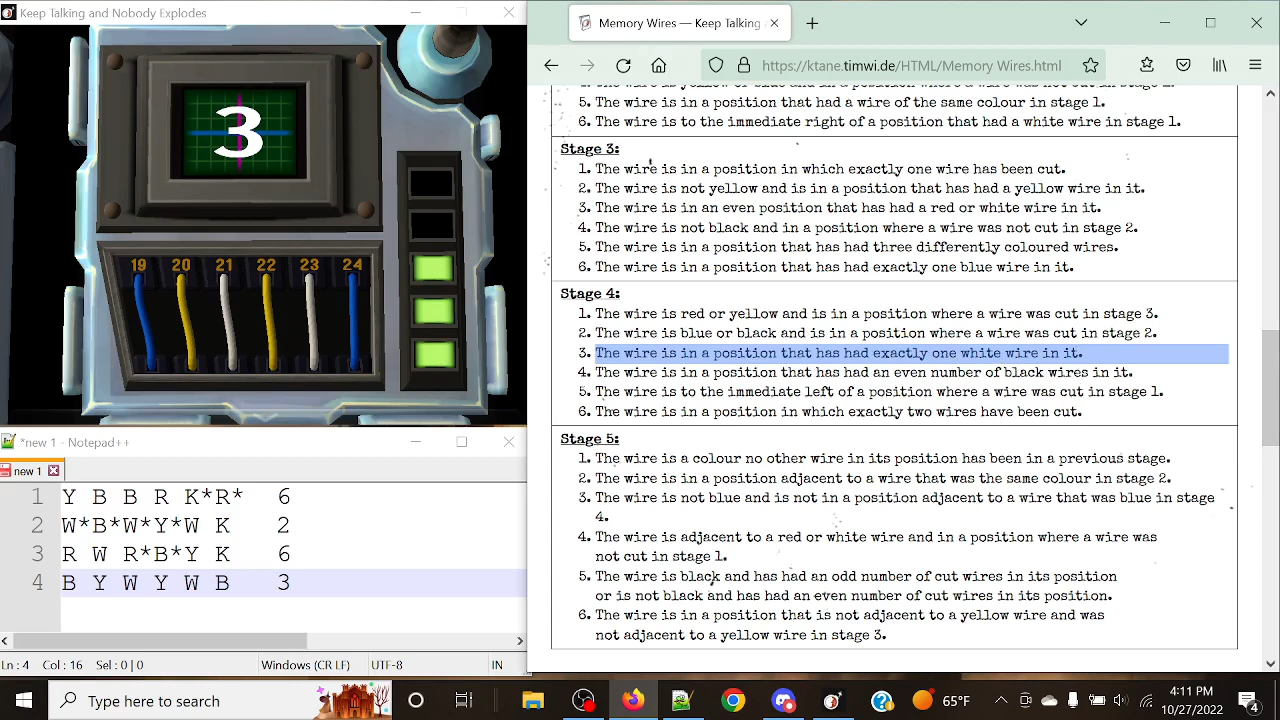 Keep Talking and Nobody Explodes
3
19 20 21 22 23 24
*new 1 - Notepad++
new 1
1 Y B B R K*R* 6
2 W*B*W*Y*W K 2
3 R W R*B*Y K 6
4 B Y W Y W B 3
Ln: 4 Col: 16 Sel: 0 | 0 Windows (CR LF) UTF-8 IN
Memory Wires — Keep Talking
https://ktane.timwi.de/HTML/Memory Wires.html
5. The wire is in a position that had a wire of the same colour in stage 1.
6. The wire is to the immediate right of a position that had a white wire in stage 1.
Stage 3:
1. The wire is in a position in which exactly one wire has been cut.
2. The wire is not yellow and is in a position that has had a yellow wire in it.
3. The wire is in an even position that has had a red or white wire in it.
4. The wire is not black and in a position where a wire was not cut in stage 2.
5. The wire is in a position that has had three differently coloured wires.
6. The wire is in a position that has had exactly one blue wire in it.
Stage 4:
1. The wire is red or yellow and is in a position where a wire was cut in stage 3.
2. The wire is blue or black and is in a position where a wire was cut in stage 2.
3. The wire is in a position that has had exactly one white wire in it.
4. The wire is in a position that has had an even number of black wires in it.
5. The wire is to the immediate left of a position where a wire was cut in stage 1.
6. The wire is in a position in which exactly two wires have been cut.
Stage 5:
1. The wire is a colour no other wire in its position has been in a previous stage.
2. The wire is in a position adjacent to a wire that was the same colour in stage 2.
3. The wire is not blue and is not in a position adjacent to a wire that was blue in stage
4.
4. The wire is adjacent to a red or white wire and in a position where a wire was
not cut in stage 1.
5. The wire is black and has had an odd number of cut wires in its position
or is not black and has had an even number of cut wires in its position.
6. The wire is in a position that is not adjacent to a yellow wire and was
not adjacent to a yellow wire in stage 3.
Type here to search
65°F
4:11 PM
10/27/2022
4